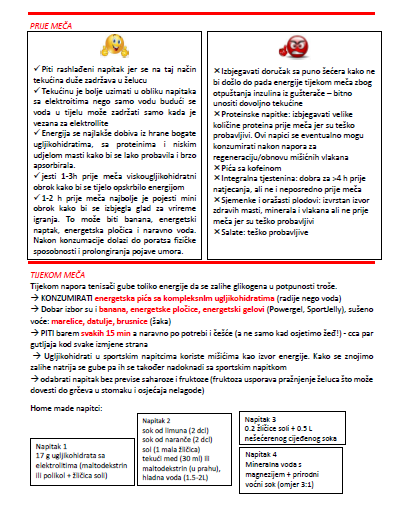 PRIJE MEČA
✓ Piti rashlađeni napitak jer se na taj način
tekućina duže zadržava u želucu
✓ Tekućinu je bolje uzimati u obliku napitaka
sa elektroitima nego samo vodu budući se
voda u tijelu može zadržati samo kada je
vezana za elektrolite
✓ Energija se najlakše dobiva iz hrane bogate
ugljikohidratima, sa proteinima i niskim
udjelom masti kako bi se lako probavila i brzo
apsorbirala.
✓ jesti 1-3h prije meča visokougljikohidratni
obrok kako bi se tijelo opskrbilo energijom
✓ 1-2 h prije meča najbolje je pojesti mini
obrok kako bi se izbjegla glad za vrijeme
igranja. To može biti banana, energetski
naptak, energetska pločica i naravno voda.
Nakon konzumacije dolazi do porasta fizičke
sposobnosti i prolongiranja pojave umora.
✕ Izbjegavati doručak sa puno šećera kako ne
bi došlo do pada energije tijekom meča zbog
otpuštanja inzulina iz gušterače – bitno
unositi dovoljno tekućine
✕ Proteinske napitke: izbjegavati velike
količine proteina prije meča jer su teško
probavljivi. Ovi napici se eventualno mogu
konzumirati nakon napora za
regeneraciju/obnovu mišićnih vlakana
✕ Pića sa kofeinom
✕ Integralna tjestenina: dobra za >4 h prije
natjecanja, ali ne i neposredno prije meča
✕ Sjemenke i orašasti plodovi: izvrstan izvor
zdravih masti, minerala i vlakana ali ne prije
meča jer su teško probavljivi
✕ Salate: teško probavljive
TIJEKOM MEČA
Tijekom napora tenisači gube toliko energije da se zalihe glikogena u potpunosti troše.
→ KONZUMIRATI energetska pića sa kompleksnim ugljikohidratima (radije nego voda)
→ Dobar izbor su i banana, energetske pločice, energetski gelovi (Powergel, SportJelly), sušeno
voće: marelice, datulje, brusnice (šaka)
→ PITI barem svakih 15 min a naravno po potrebi i češće (a ne samo kad osjetimo žeđ!) - cca par
gutljaja kod svake izmjene strana
→ Ugljikohidrati u sportskim napitcima koriste mišićima kao izvor energije. Kako se znojimo
zalihe natrija se gube pa ih se također nadoknadi sa sportskim napitkom
→ odabrati napitak bez previse saharoze i fruktoze (fruktoza usporava pražnjenje želuca što može
dovesti do grčeva u stomaku i osjećaja nelagode)
Home made napitci:
Napitak 1
17 g ugljikohidrata sa
elektrolitima (maltodekstrin
ili polikol + žličica soli)
Napitak 2
sok od limuna (2 dcl)
sok od naranče (2 dcl)
sol (1 mala žličica)
tekući med (30 ml) ili
maltodekstrin (u prahu),
hladna voda (1.5-2L)
Napitak 3
0.2 žličice soli + 0.5 L
nešećerenog cijeđenog soka
Napitak 4
Mineralna voda s
magnezijem + prirodni
voćni sok (omjer 3:1)